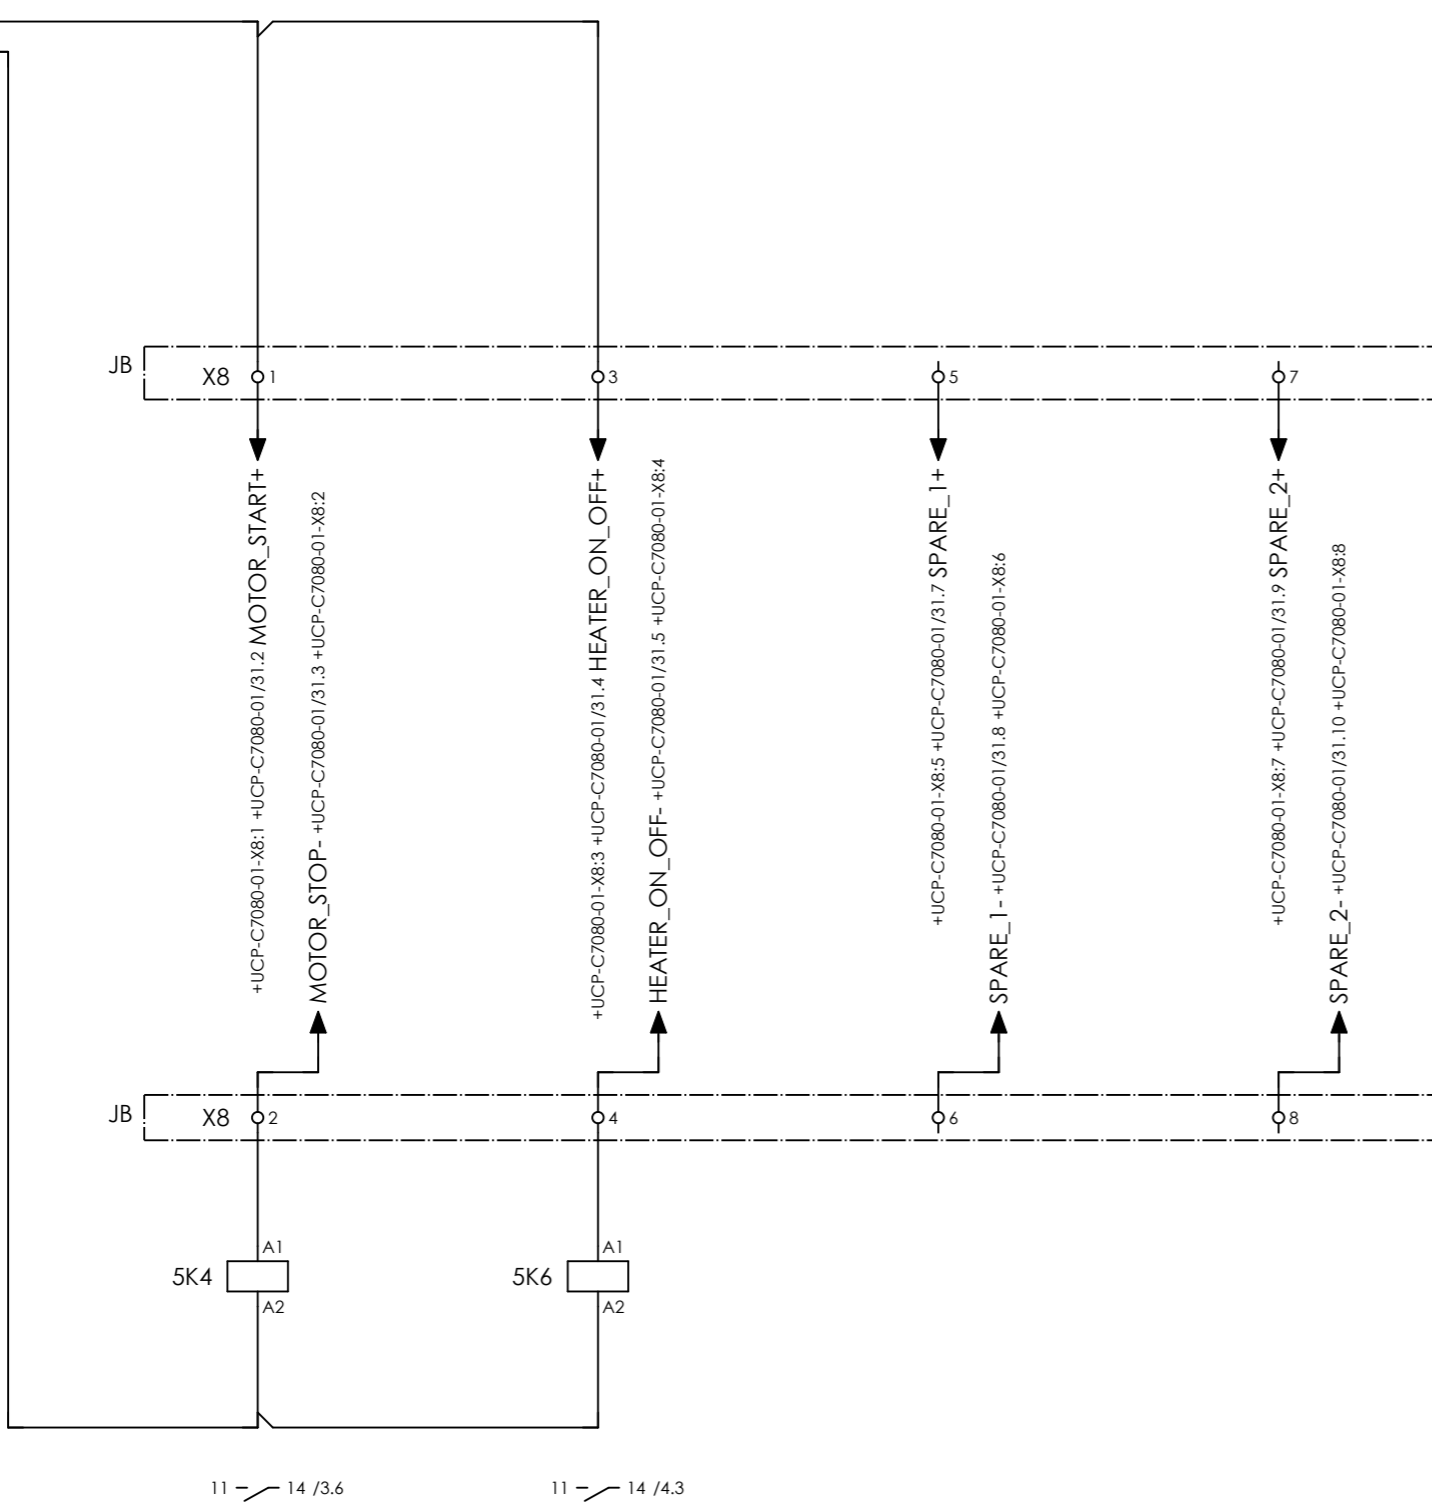 JB
X8 1 3 5 7
+UCP-C7080-01-X8:1 +UCP-C7080-01/31.2 MOTOR_START+
MOTOR_STOP- +UCP-C7080-01/31.3 +UCP-C7080-01-X8:2
+UCP-C7080-01-X8:3 +UCP-C7080-01/31.4 HEATER_ON_OFF+
HEATER_ON_OFF- +UCP-C7080-01/31.5 +UCP-C7080-01-X8:4
+UCP-C7080-01-X8:5 +UCP-C7080-01/31.7 SPARE_1+
SPARE_1- +UCP-C7080-01/31.8 +UCP-C7080-01-X8:6
+UCP-C7080-01-X8:7 +UCP-C7080-01/31.9 SPARE_2+
SPARE_2- +UCP-C7080-01/31.10 +UCP-C7080-01-X8:8
JB
X8 2 4 6 8
A1 A1
5K4 5K6
A2 A2
11 14 /3.6 11 14 /4.3